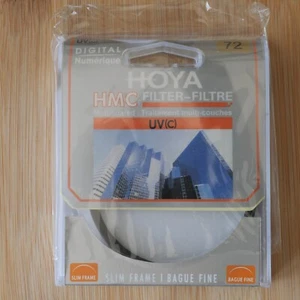 72
DIGITAL
Numérique
HOYA
HMC FILTER-FILTRE
UV(C)
SLIM FRAME
SLIM FRAME | BAGUE FINE
BAGUE FINE